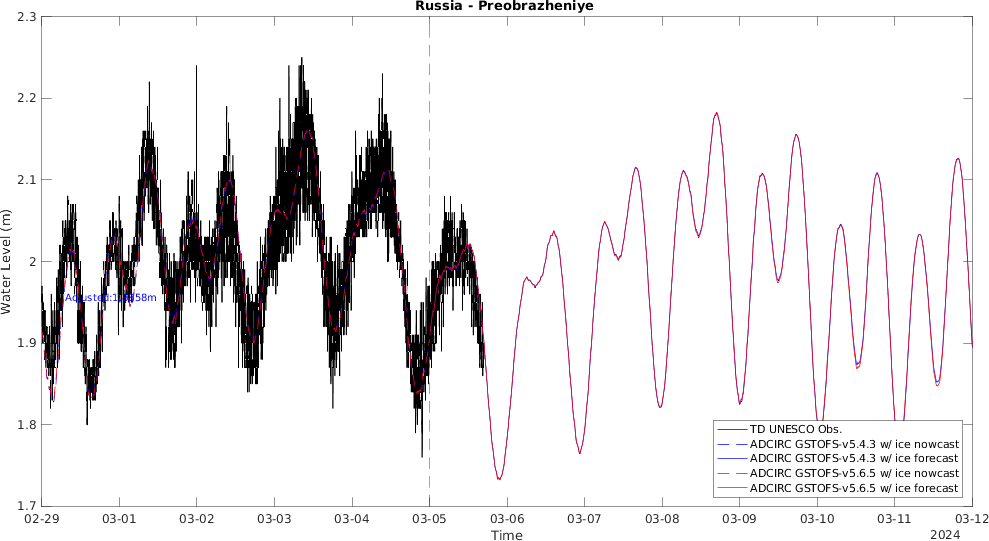 Russia - Preobrazheniye
Water Level (m)
2.3
2.2
2.1
2
1.9
1.8
1.7
02-29
03-01
03-02
03-03
03-04
03-05
03-06
03-07
03-08
03-09
03-10
03-11
03-12
2024
Time
TD UNESCO Obs.
ADCIRC GSTOFS-v5.4.3 w/ ice nowcast
ADCIRC GSTOFS-v5.4.3 w/ ice forecast
ADCIRC GSTOFS-v5.6.5 w/ ice nowcast
ADCIRC GSTOFS-v5.6.5 w/ ice forecast